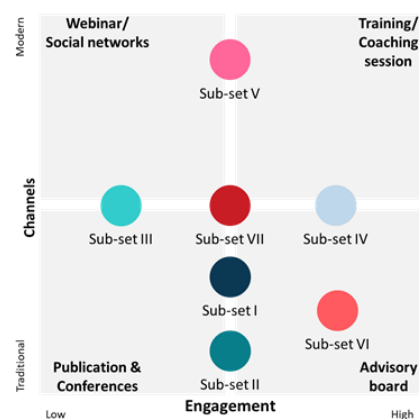 Modern
Webinar/
Social networks
Training/
Coaching
session
Sub-set V
Channels
Sub-set III
Sub-set VII
Sub-set IV
Sub-set I
Sub-set VI
Traditional
Publication &
Conferences
Sub-set II
Advisory
board
Low
Engagement
High